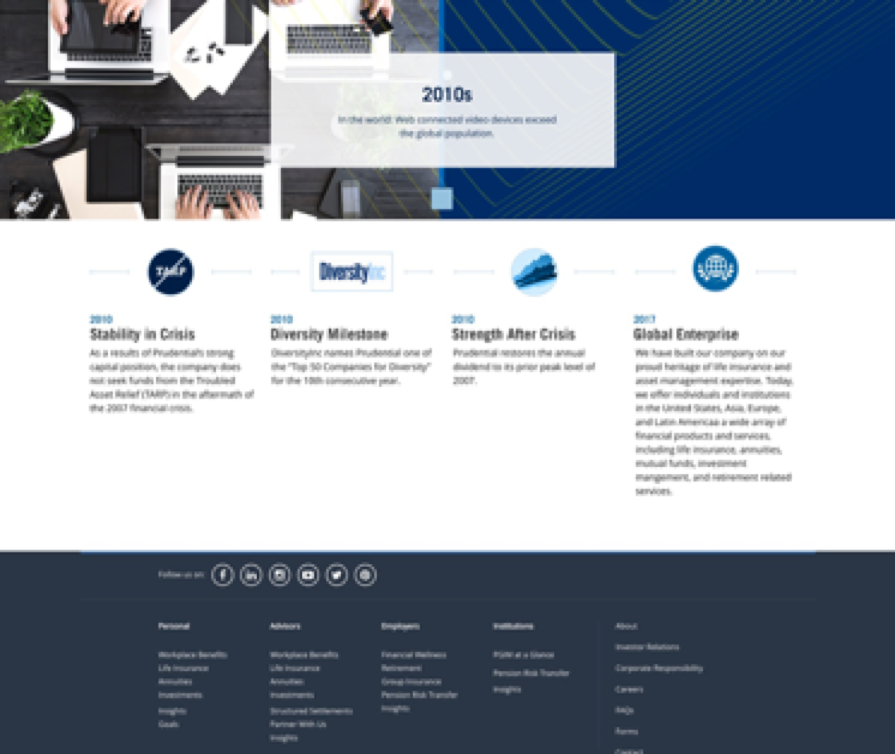 2010s
In the world: Web connected video devices exceed
the global population.
TARP
DiversityInc
2010
Stability in Crisis
As a results of Prudential's strong
capital position, the company does
not seek funds from the Troubled
Asset Relief (TARP) in the aftermath of
the 2007 financial crisis.
2010
Diversity Milestone
DiversityInc names Prudential one of
the "Top 50 Companies for Diversity"
for the 10th consecutive year.
2010
Strength After Crisis
Prudential restores the annual
dividend to its prior peak level of
2007.
2017
Global Enterprise
We have built our company on our
proud heritage of life insurance and
asset management expertise. Today,
we offer individuals and institutions
in the United States, Asia, Europe,
and Latin Americaa a wide array of
financial products and services,
including life insurance, annuities,
mutual funds, investment
mangement, and retirement related
services.
Follow us on:
Personal
Workplace Benefits
Life Insurance
Annuities
Investments
Insights
Goals
Advisors
Workplace Benefits
Life Insurance
Annuities
Investments
Structured Settlements
Partner With Us
Insights
Employers
Financial Wellness
Retirement
Group Insurance
Pension Risk Transfer
Insights
Institutions
PGIM at a Glance
Pension Risk Transfer
Insights
About
Investor Relations
Corporate Responsibility
Careers
FAQs
Forms
Contact